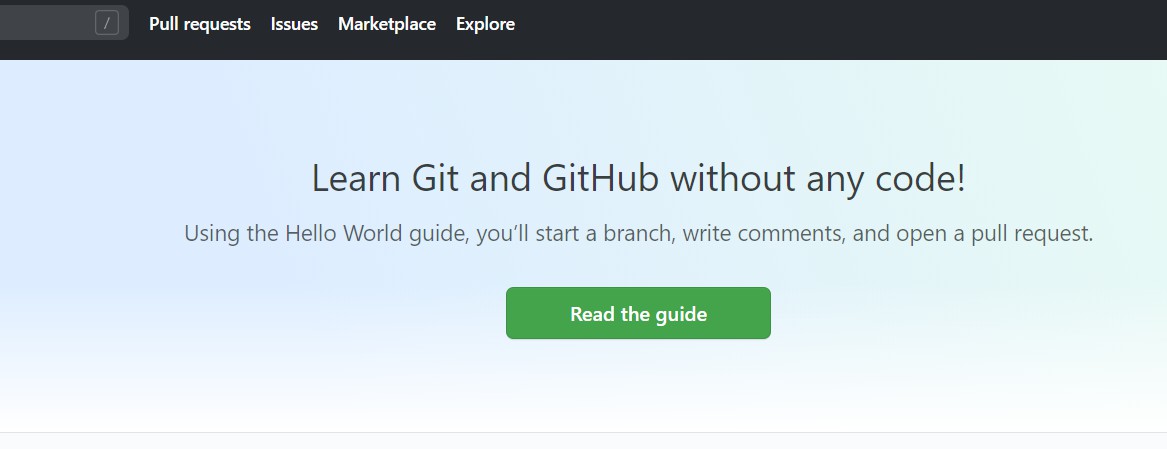 / Pull requests Issues Marketplace Explore
Learn Git and GitHub without any code!
Using the Hello World guide, you’ll start a branch, write comments, and open a pull request.
Read the guide